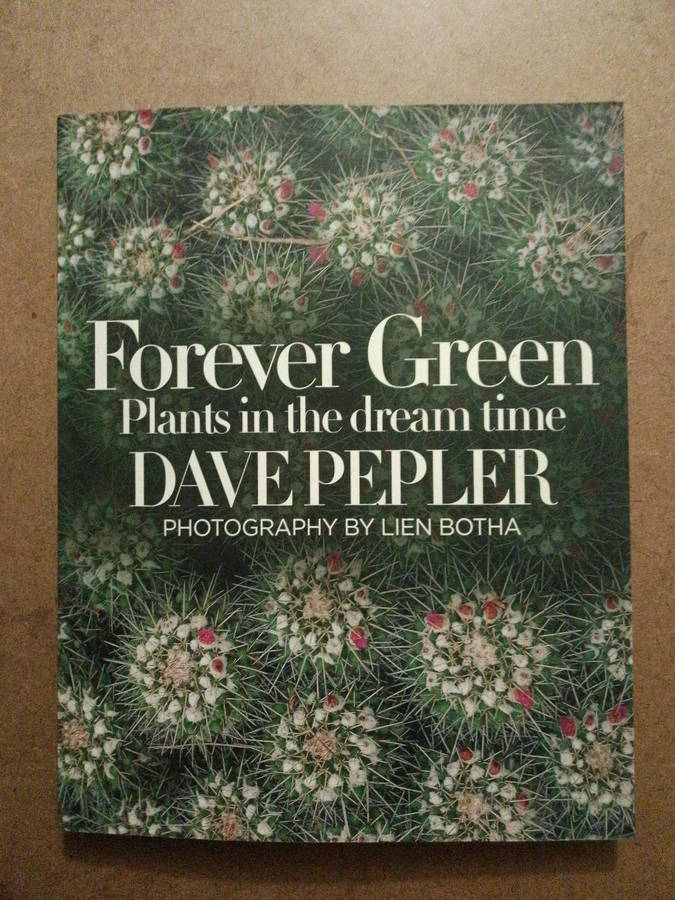 Forever Green
Plants in the dream time
DAVE PEPLER
PHOTOGRAPHY BY LIEN BOTHA